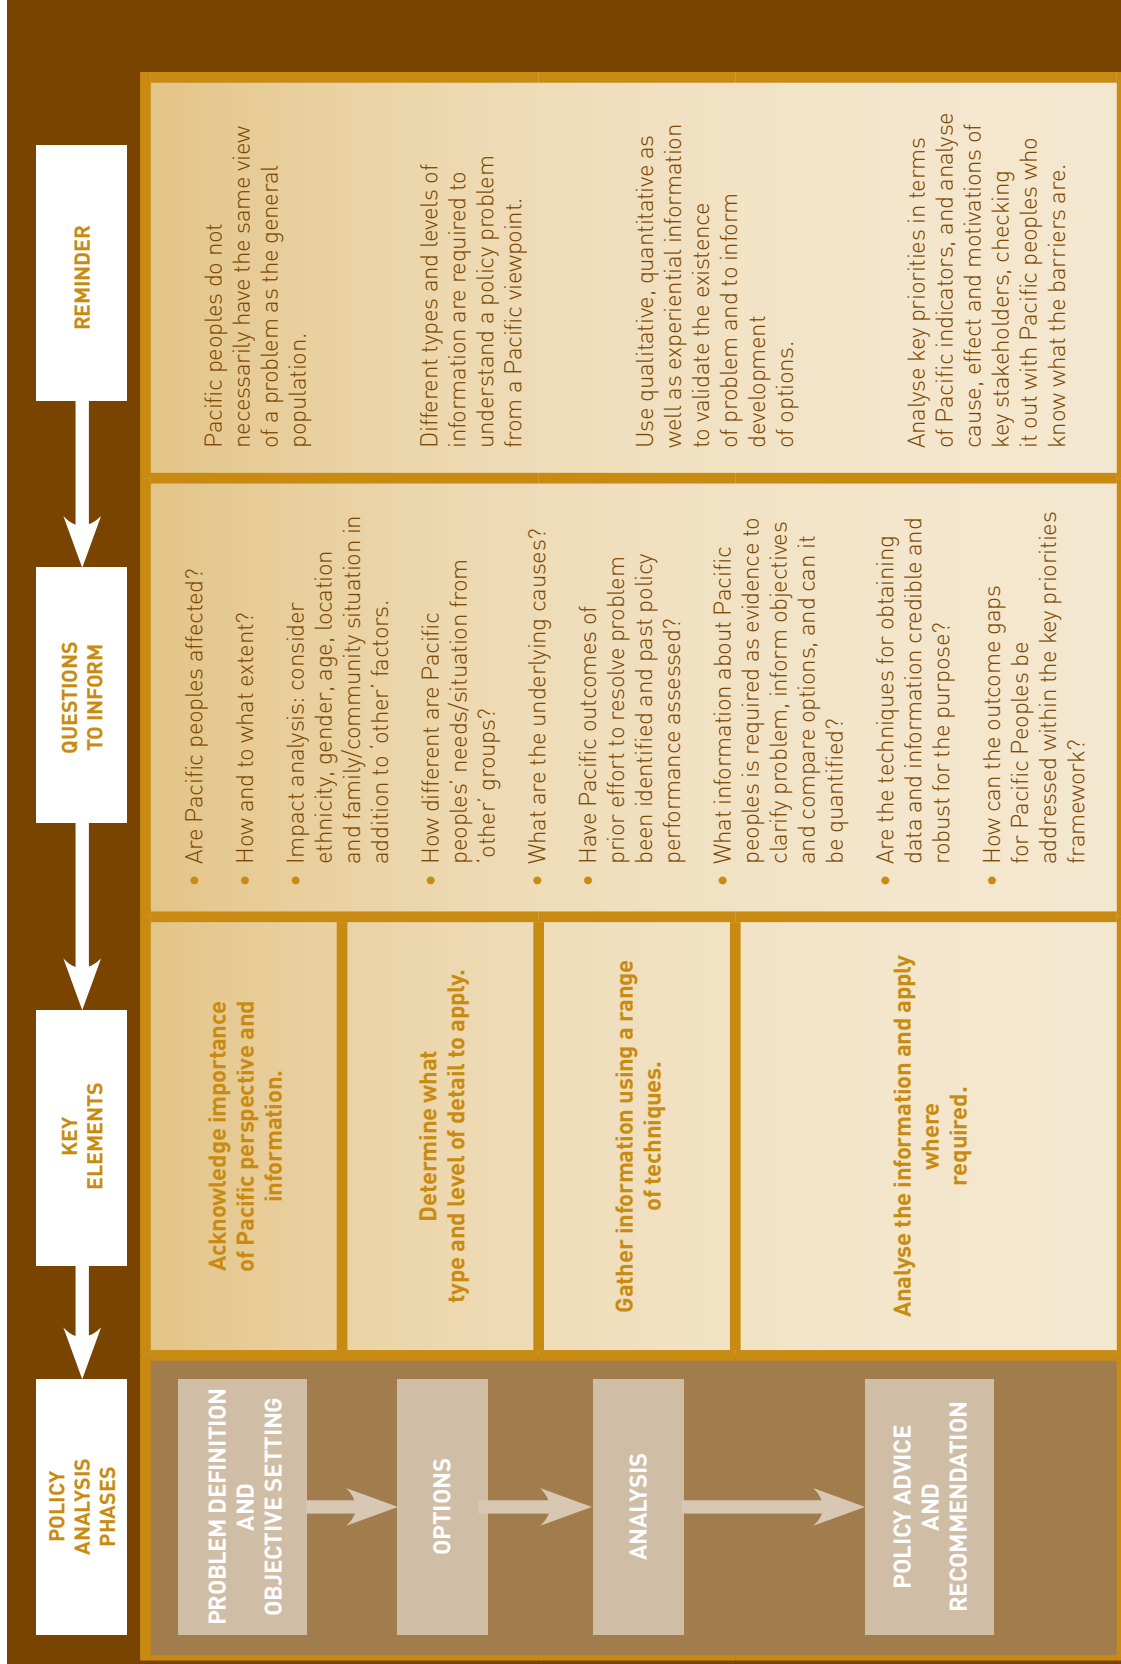 POLICY
ANALYSIS
PHASES
KEY
ELEMENTS
QUESTIONS
TO INFORM
REMINDER
PROBLEM DEFINITION
AND
OBJECTIVE SETTING
OPTIONS
ANALYSIS
POLICY ADVICE
AND
RECOMMENDATION
Acknowledge importance
of Pacific perspective and
information.
Determine what
type and level of detail to apply.
Gather information using a range
of techniques.
Analyse the information and apply
where
required.
• Are Pacific peoples affected?
• How and to what extent?
• Impact analysis: consider
ethnicity, gender, age, location
and family/community situation in
addition to ‘other’ factors.
• How different are Pacific
peoples’ needs/situation from
‘other’ groups?
• What are the underlying causes?
• Have Pacific outcomes of
prior effort to resolve problem
been identified and past policy
performance assessed?
• What information about Pacific
peoples is required as evidence to
clarify problem, inform objectives
and compare options, and can it
be quantified?
• Are the techniques for obtaining
data and information credible and
robust for the purpose?
• How can the outcome gaps
for Pacific Peoples be
addressed within the key priorities
framework?
Pacific peoples do not
necessarily have the same view
of a problem as the general
population.
Different types and levels of
information are required to
understand a policy problem
from a Pacific viewpoint.
Use qualitative, quantitative as
well as experiential information
to validate the existence
of problem and to inform
development
of options.
Analyse key priorities in terms
of Pacific indicators, and analyse
cause, effect and motivations of
key stakeholders, checking
it out with Pacific peoples who
know what the barriers are.